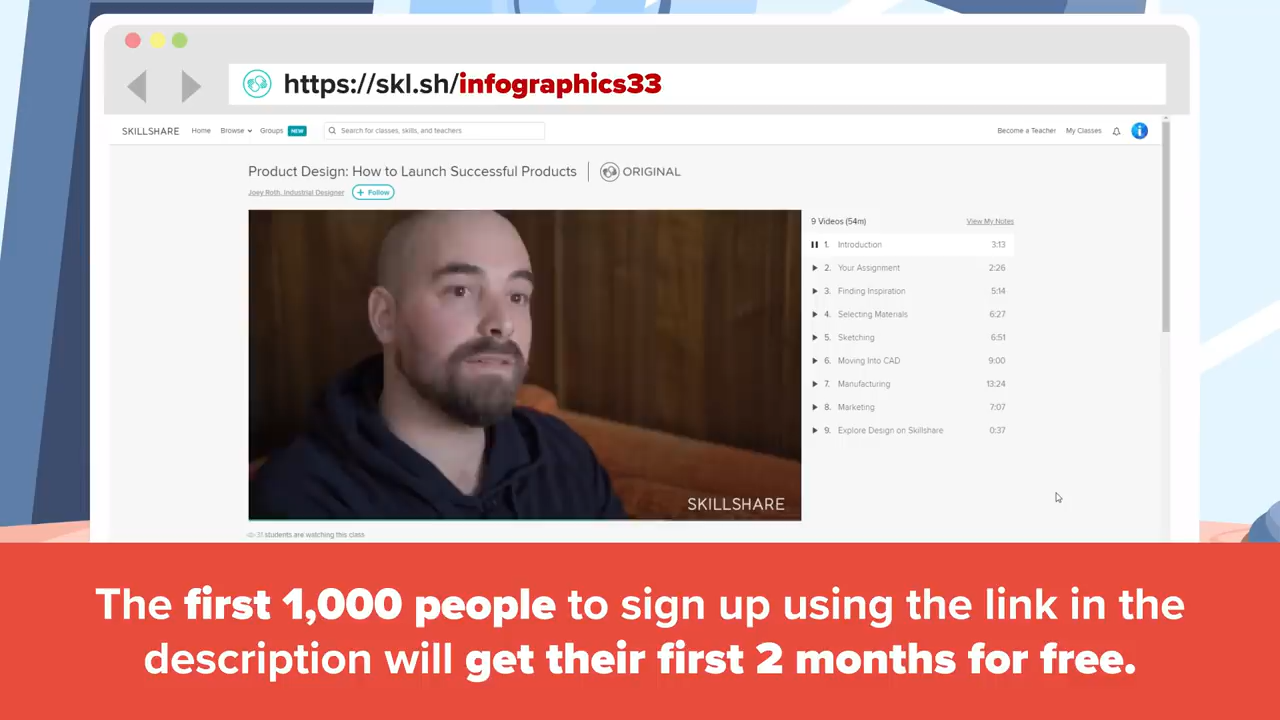 https://skl.sh/infographics33
SKILLSHARE Home Browse Groups NEW Search for classes, skills, and teachers Become a Teacher My Classes
Product Design: How to Launch Successful Products ORIGINAL
Joey Roth, Industrial Designer + Follow
9 Videos (54m) View My Notes
1. Introduction 3:13
2. Your Assignment 2:26
3. Finding Inspiration 5:14
4. Selecting Materials 6:27
5. Sketching 6:51
6. Moving Into CAD 9:00
7. Manufacturing 13:24
8. Marketing 7:07
9. Explore Design on Skillshare 0:37
SKILLSHARE
31 students are watching this class
The first 1,000 people to sign up using the link in the
description will get their first 2 months for free.